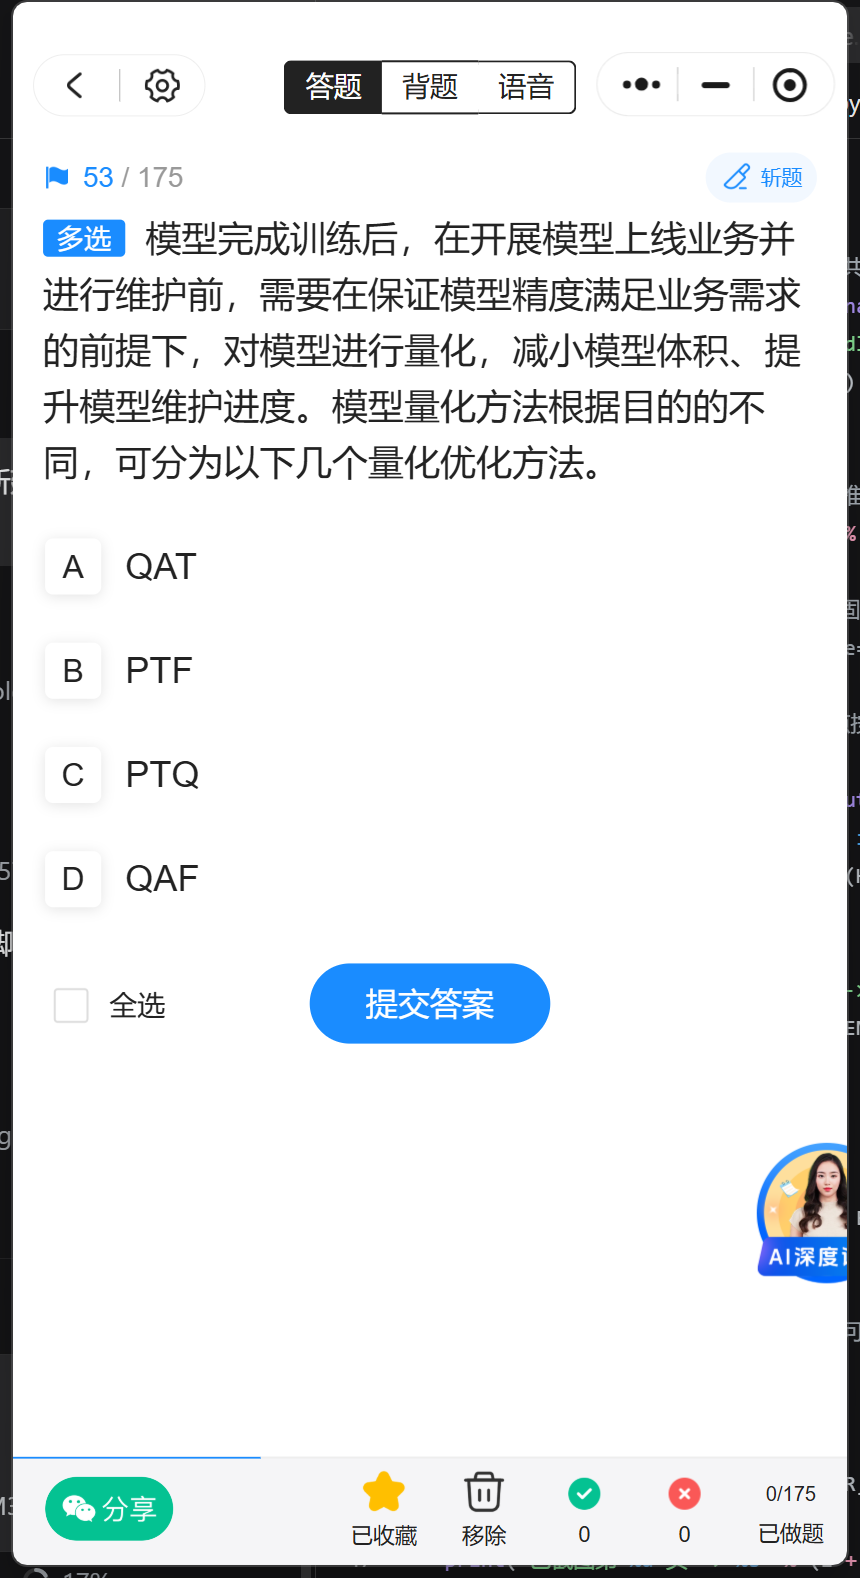 答题 背题 语音
53 / 175
斩题
多选 模型完成训练后，在开展模型上线业务并
进行维护前，需要在保证模型精度满足业务需求
的前提下，对模型进行量化，减小模型体积、提
升模型维护进度。模型量化方法根据目的的不
同，可分为以下几个量化优化方法。
A QAT
B PTF
C PTQ
D QAF
全选
提交答案
AI深度
分享
已收藏
移除
0
0
0/175
已做题
17%